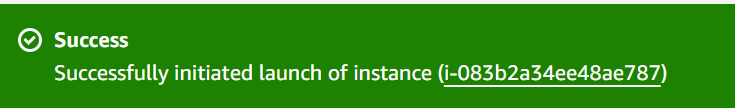 Success
Successfully initiated launch of instance (i-083b2a34ee48ae787)